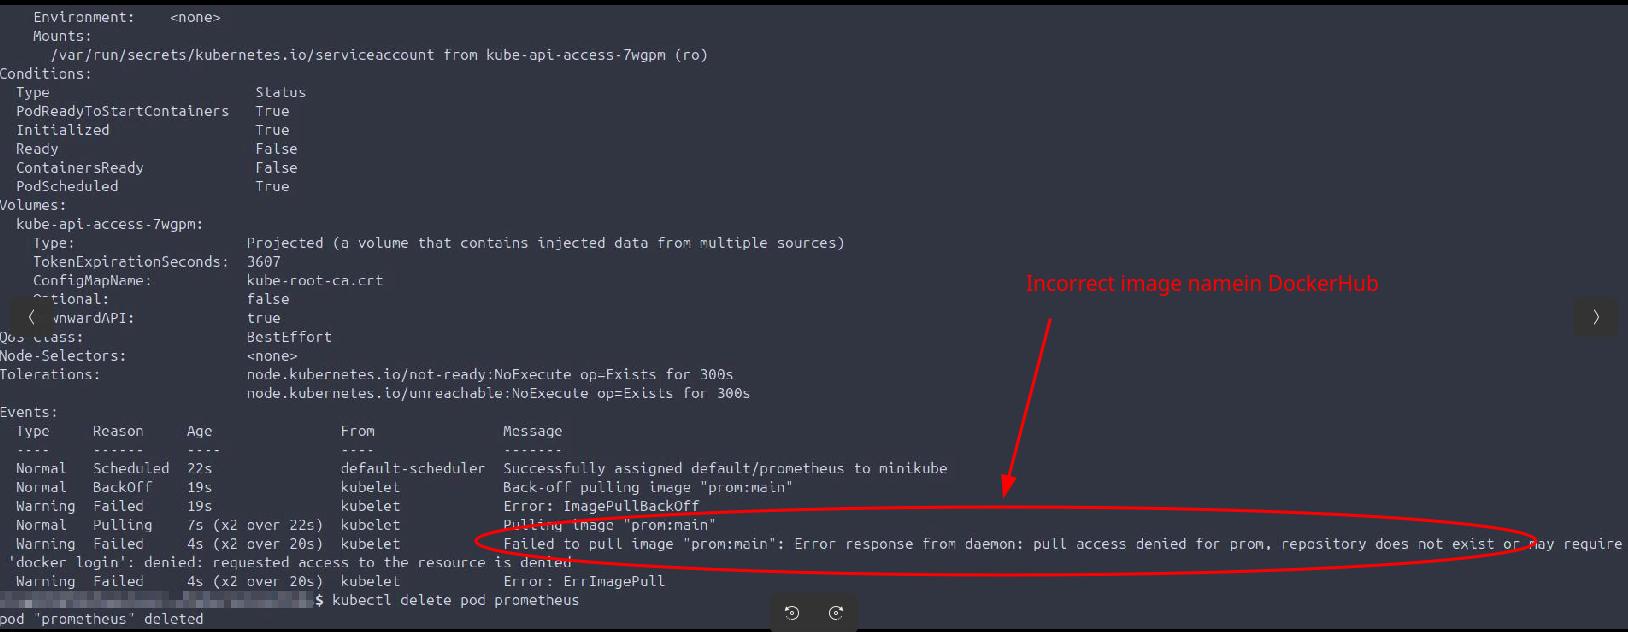 Environment: <none>
Mounts:
/var/run/secrets/kubernetes.io/serviceaccount from kube-api-access-7wgpm (ro)
Conditions:
Type Status
PodReadyToStartContainers True
Initialized True
Ready False
ContainersReady False
PodScheduled True
Volumes:
kube-api-access-7wgpm:
Type: Projected (a volume that contains injected data from multiple sources)
TokenExpirationSeconds: 3607
ConfigMapName: kube-root-ca.crt
Incorrect image namein DockerHub
false
true
QoS Class: BestEffort
Node-Selectors: <none>
Tolerations: node.kubernetes.io/not-ready:NoExecute op=Exists for 300s
node.kubernetes.io/unreachable:NoExecute op=Exists for 300s
Events:
Type Reason Age From Message
---- ------ ---- ---- -------
Normal Scheduled 22s default-scheduler Successfully assigned default/prometheus to minikube
Normal BackOff 19s kubelet Back-off pulling image "prom:main"
Warning Failed 19s kubelet Error: ImagePullBackOff
Normal Pulling 7s (x2 over 22s) kubelet Pulling image "prom:main"
Warning Failed 4s (x2 over 20s) kubelet Failed to pull image "prom:main": Error response from daemon: pull access denied for prom, repository does not exist or may require
'docker login': denied: requested access to the resource is denied
Warning Failed 4s (x2 over 20s) kubelet Error: ErrImagePull
$ kubectl delete pod prometheus
pod "prometheus" deleted